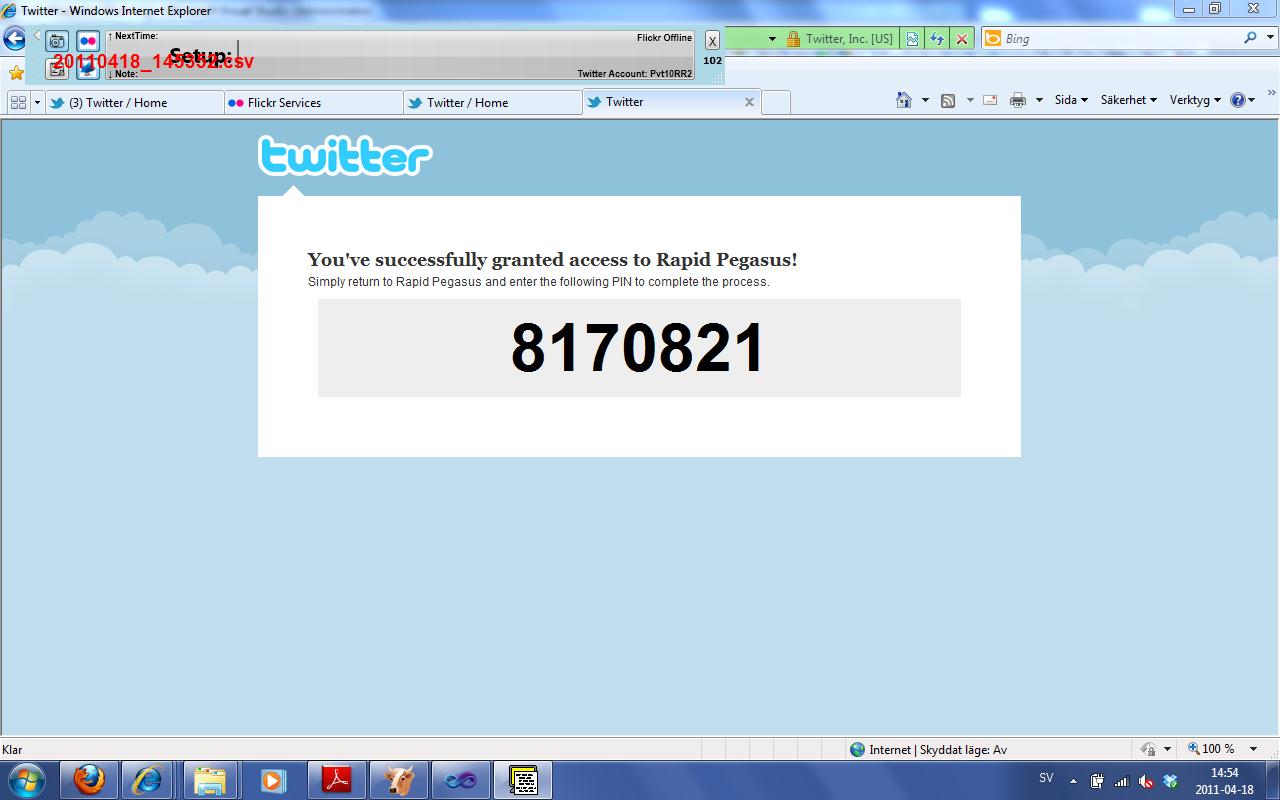 Twitter - Windows Internet Explorer
↑ NextTime:
Flickr Offline
X
Setup:
102
↓ Note:
Twitter Account: Pvt10RR2
Twitter, Inc. [US]
Bing
(3) Twitter / Home
Flickr Services
Twitter / Home
Twitter
Sida
Säkerhet
Verktyg
twitter
You've successfully granted access to Rapid Pegasus!
Simply return to Rapid Pegasus and enter the following PIN to complete the process.
8170821
Klar
Internet | Skyddat läge: Av
100 %
SV
14:54
2011-04-18